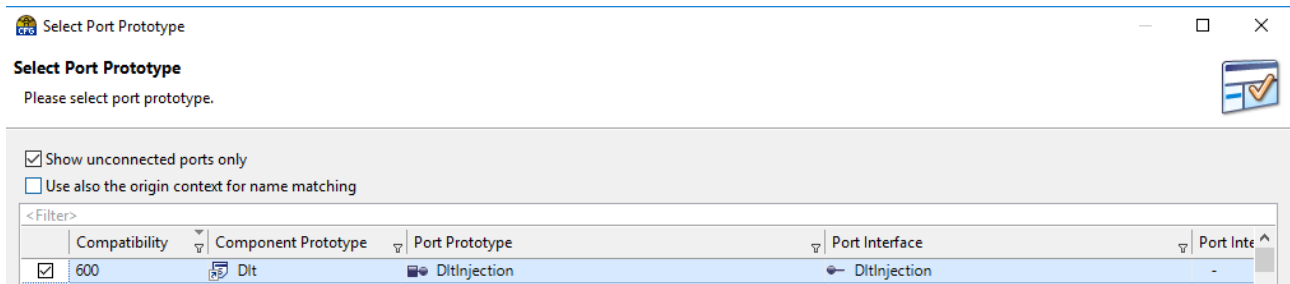 CFG Select Port Prototype
Select Port Prototype
Please select port prototype.
Show unconnected ports only
Use also the origin context for name matching
<Filter>
Compatibility Component Prototype Port Prototype Port Interface Port Inte
600 Dlt DltInjection DltInjection -